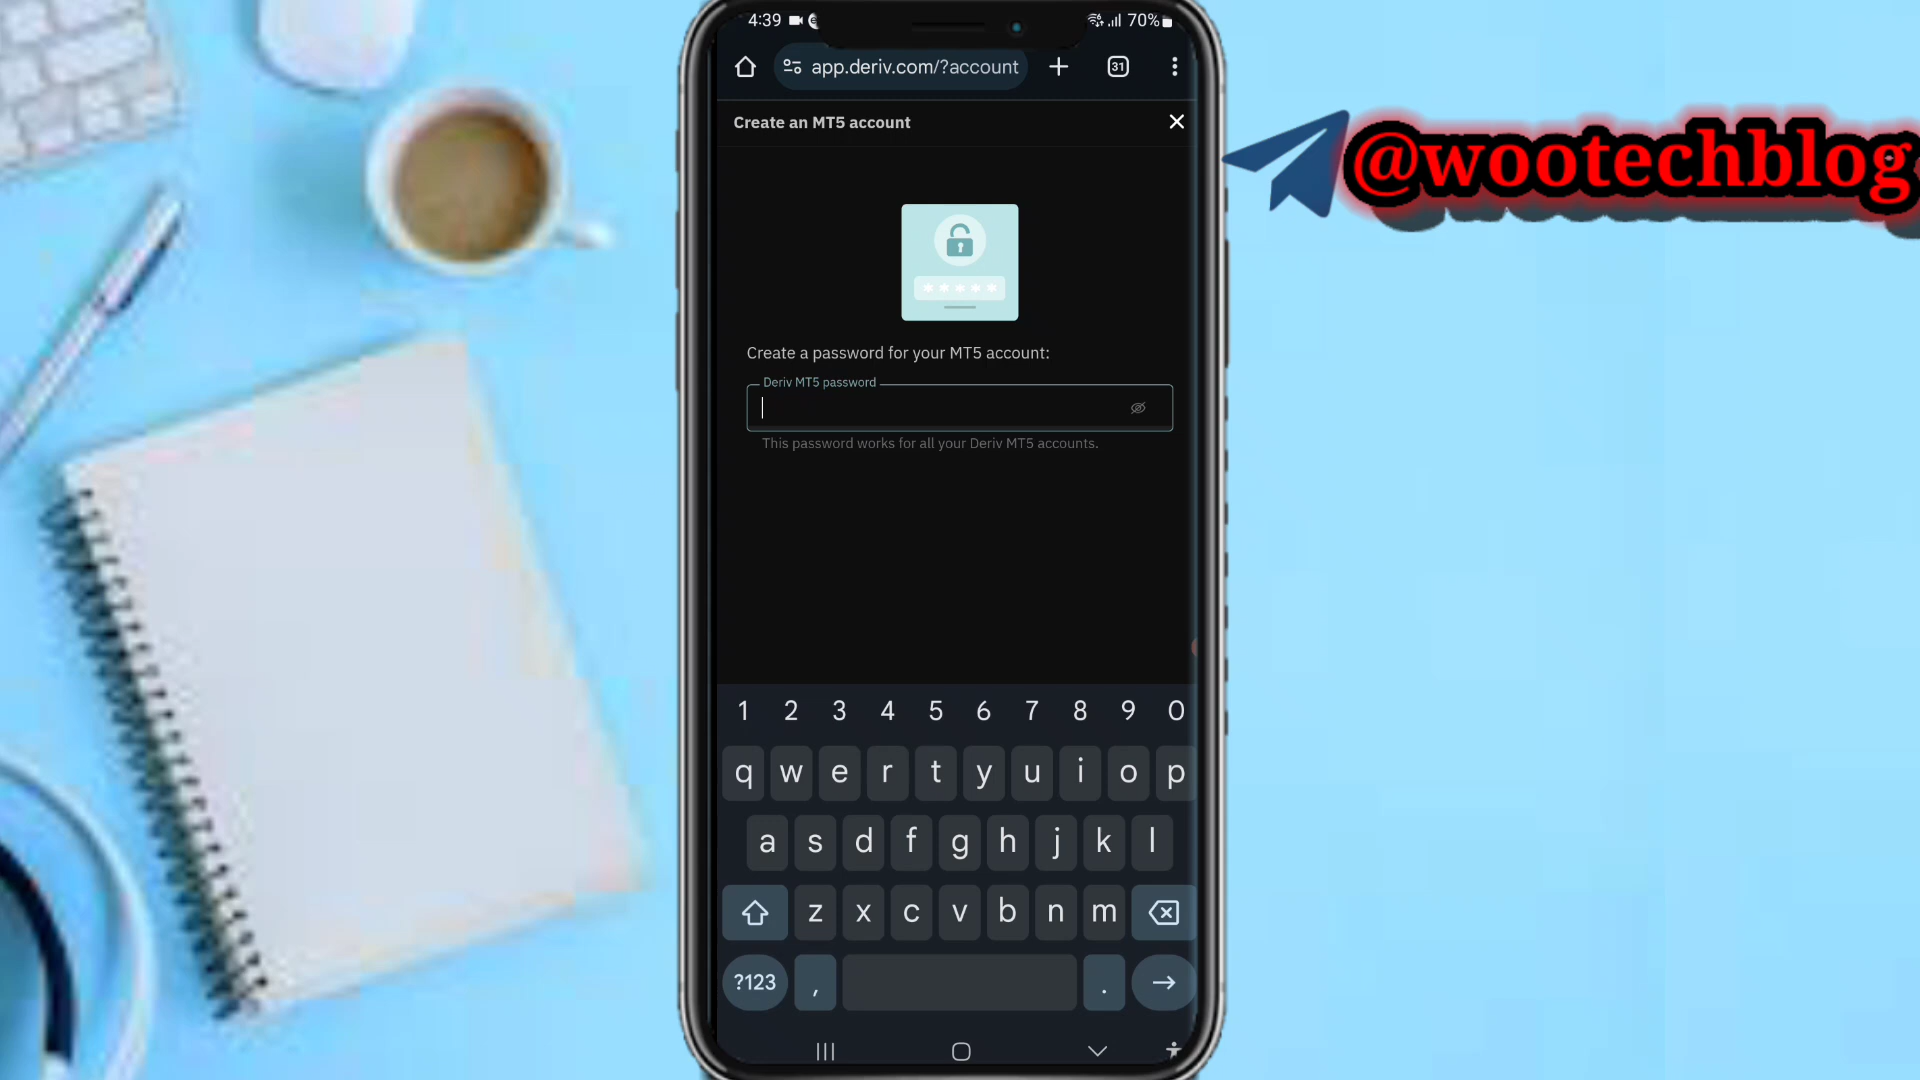 4:39
70%
app.deriv.com/?account
31
Create an MT5 account
@wootechblog
*****
Create a password for your MT5 account:
Deriv MT5 password
This password works for all your Deriv MT5 accounts.
1 2 3 4 5 6 7 8 9 0
q w e r t y u i o p
a s d f g h j k l
z x c v b n m
?123 , .